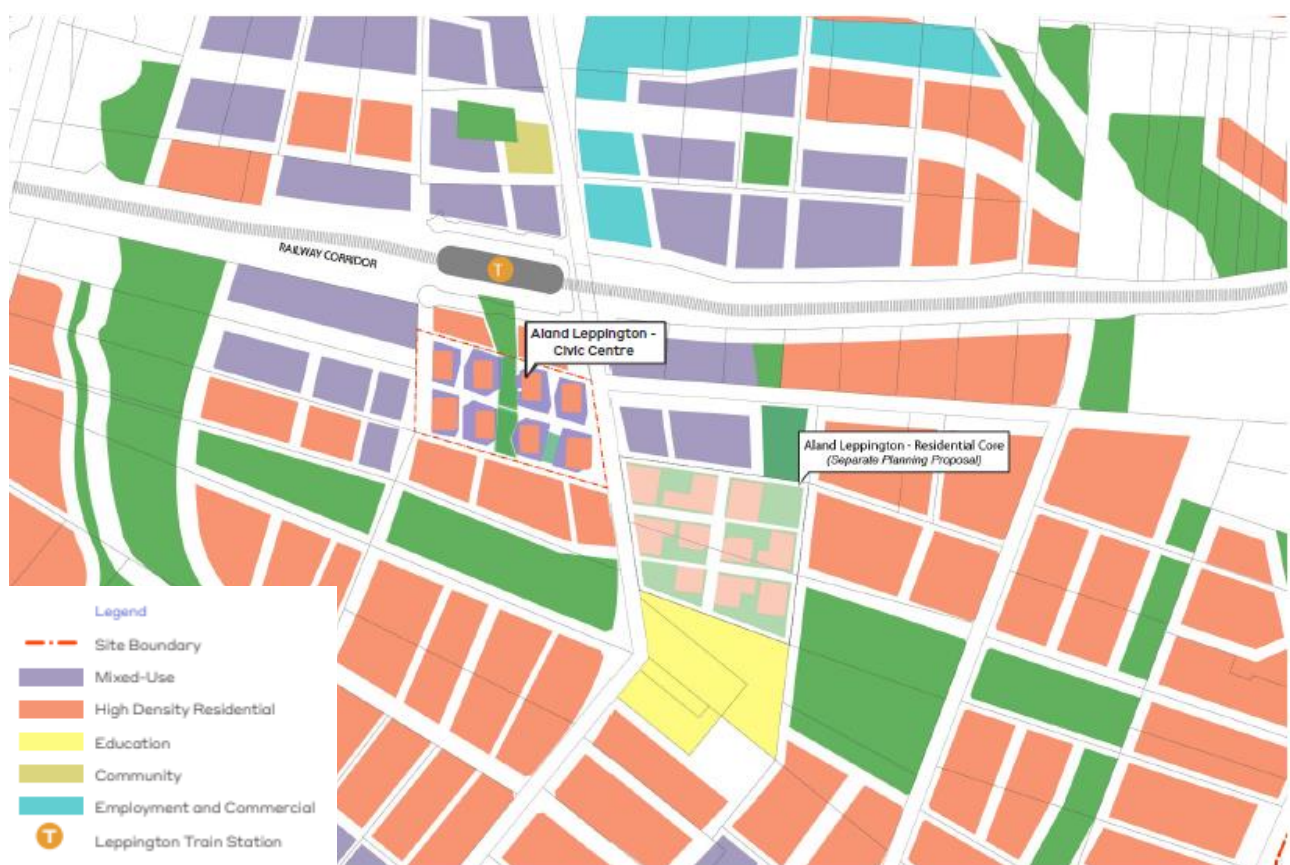 T
RAILWAY CORRIDOR
Aland Leppington -
Civic Centre
Aland Leppington - Residential Core
(Separate Planning Proposal)
Legend
Site Boundary
Mixed-Use
High Density Residential
Education
Community
Employment and Commercial
T
Leppington Train Station